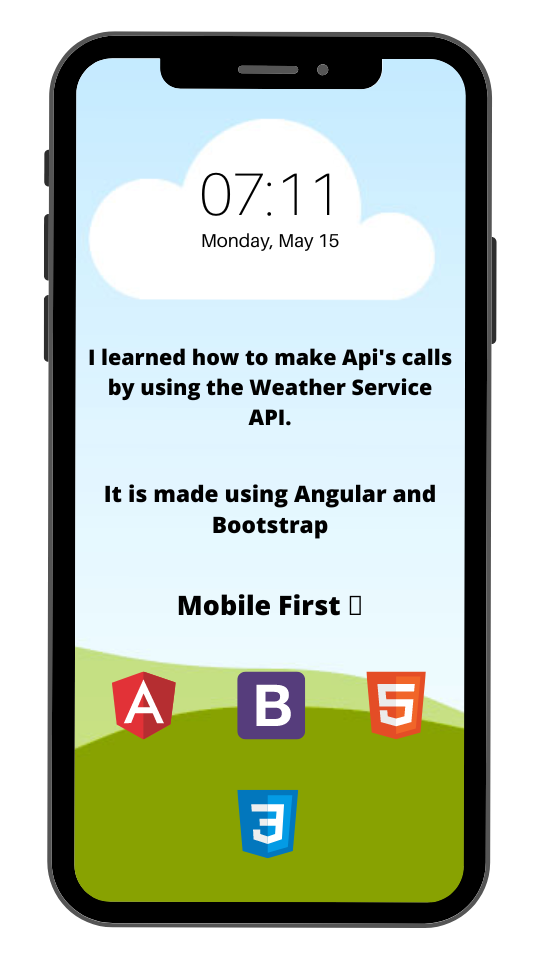 07:11
Monday, May 15
I learned how to make Api's calls
by using the Weather Service
API.
It is made using Angular and
Bootstrap
Mobile First
A
B
5
3